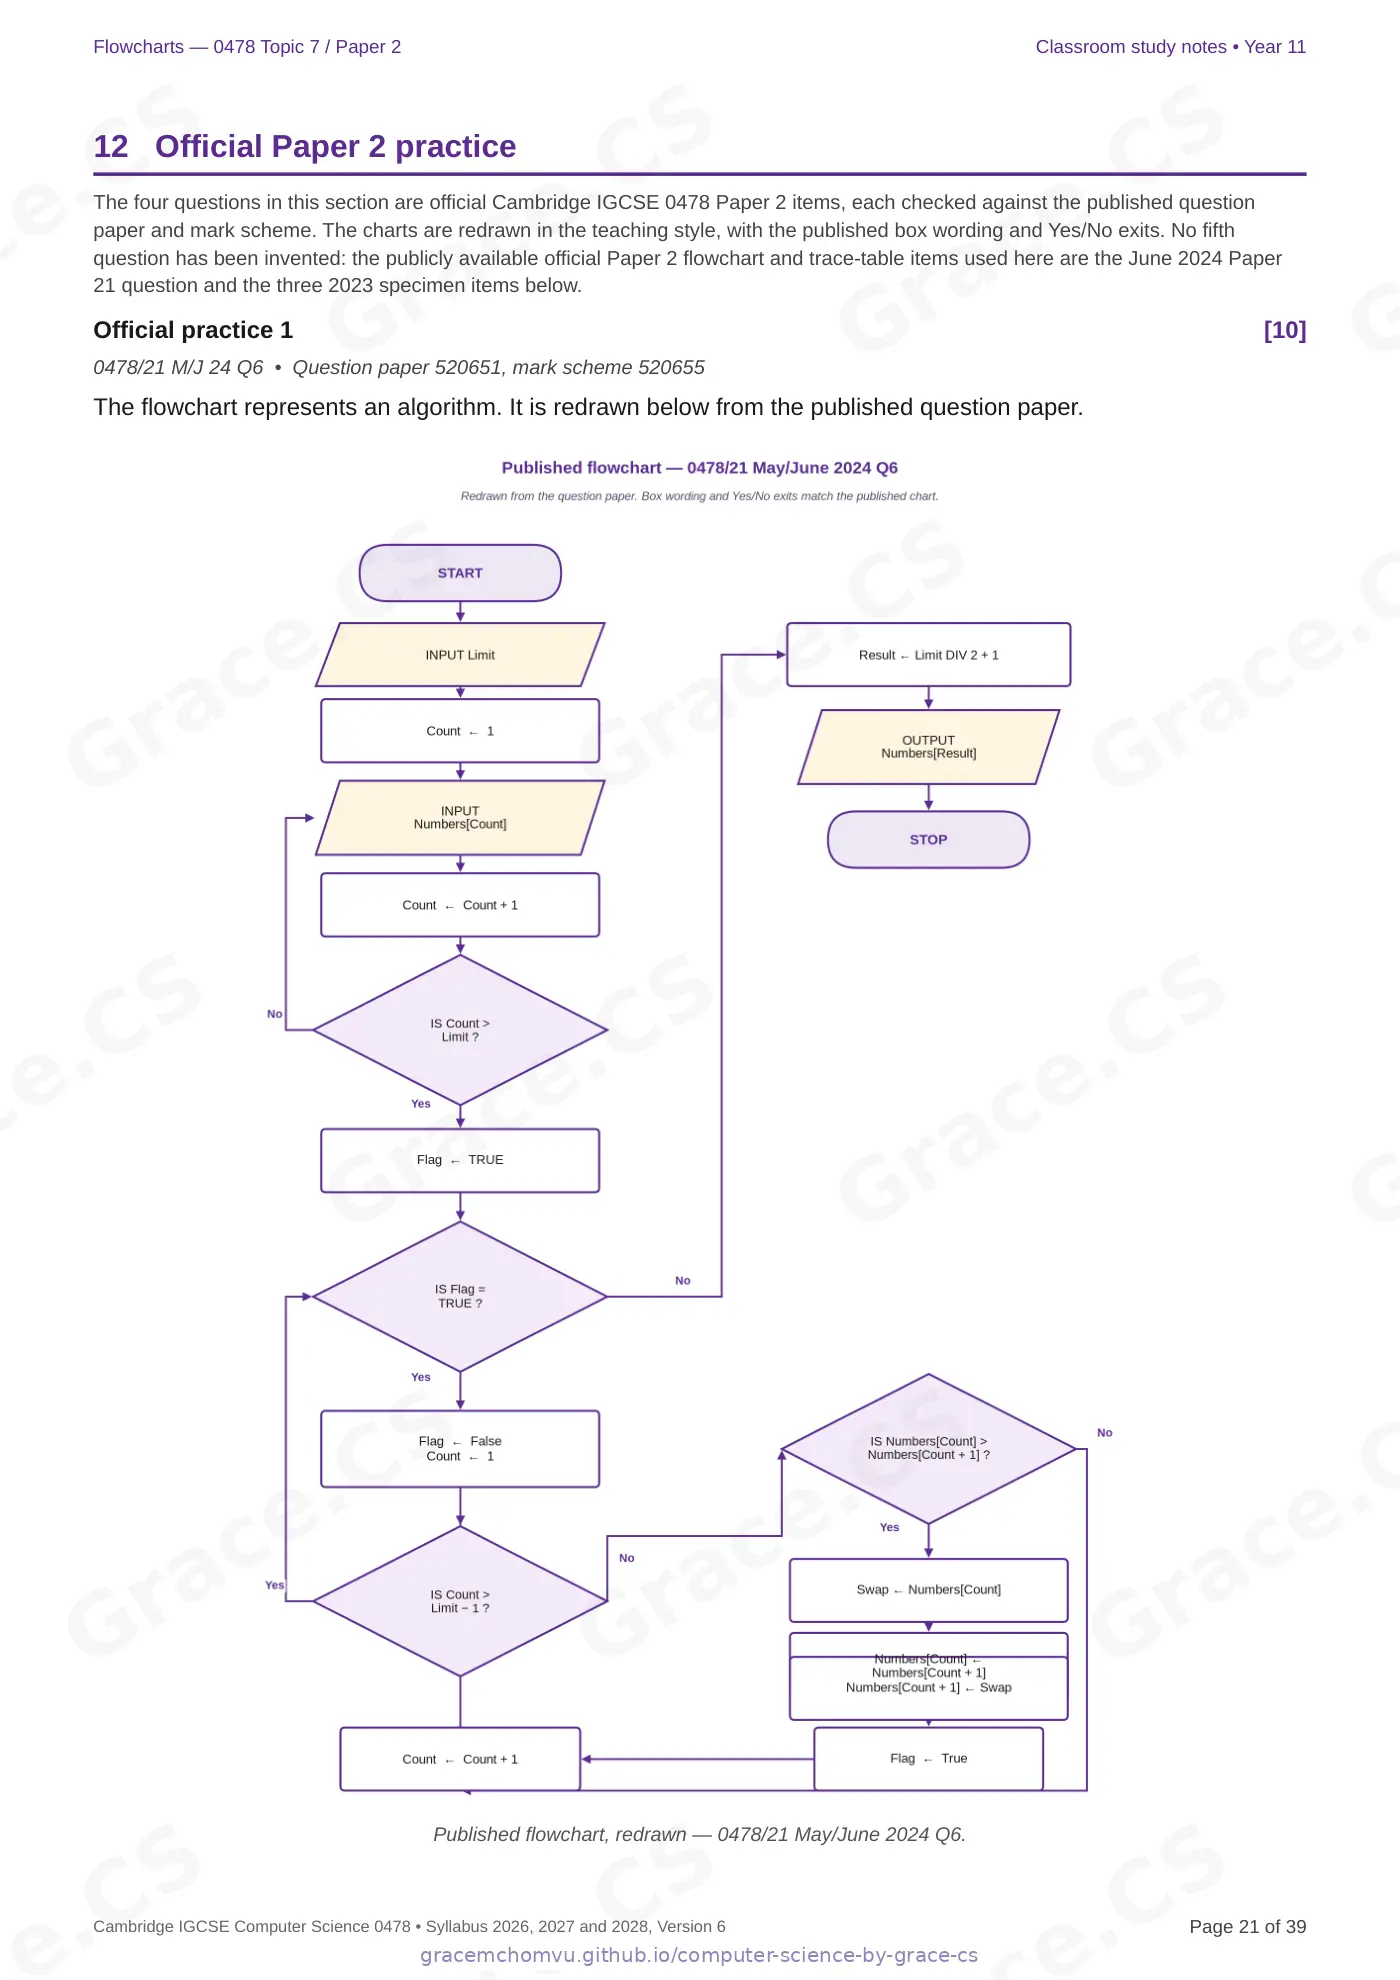 Flowcharts — 0478 Topic 7 / Paper 2
Classroom study notes • Year 11
12 Official Paper 2 practice
The four questions in this section are official Cambridge IGCSE 0478 Paper 2 items, each checked against the published question
paper and mark scheme. The charts are redrawn in the teaching style, with the published box wording and Yes/No exits. No fifth
question has been invented: the publicly available official Paper 2 flowchart and trace-table items used here are the June 2024 Paper
21 question and the three 2023 specimen items below.
Official practice 1
[10]
0478/21 M/J 24 Q6 • Question paper 520651, mark scheme 520655
The flowchart represents an algorithm. It is redrawn below from the published question paper.
Published flowchart — 0478/21 May/June 2024 Q6
Redrawn from the question paper. Box wording and Yes/No exits match the published chart.
START
INPUT Limit
Count ← 1
INPUT
Numbers[Count]
Count ← Count + 1
IS Count >
Limit ?
No
Yes
Flag ← TRUE
IS Flag =
TRUE ?
No
Yes
Flag ← False
Count ← 1
IS Count >
Limit − 1 ?
Yes
No
Count ← Count + 1
Result ← Limit DIV 2 + 1
OUTPUT
Numbers[Result]
STOP
IS Numbers[Count] >
Numbers[Count + 1] ?
No
Yes
Swap ← Numbers[Count]
Numbers[Count] ←
Numbers[Count + 1]
Numbers[Count + 1] ← Swap
Flag ← True
Published flowchart, redrawn — 0478/21 May/June 2024 Q6.
Cambridge IGCSE Computer Science 0478 • Syllabus 2026, 2027 and 2028, Version 6
Page 21 of 39
gracemchomvu.github.io/computer-science-by-grace-cs
Grace.CS